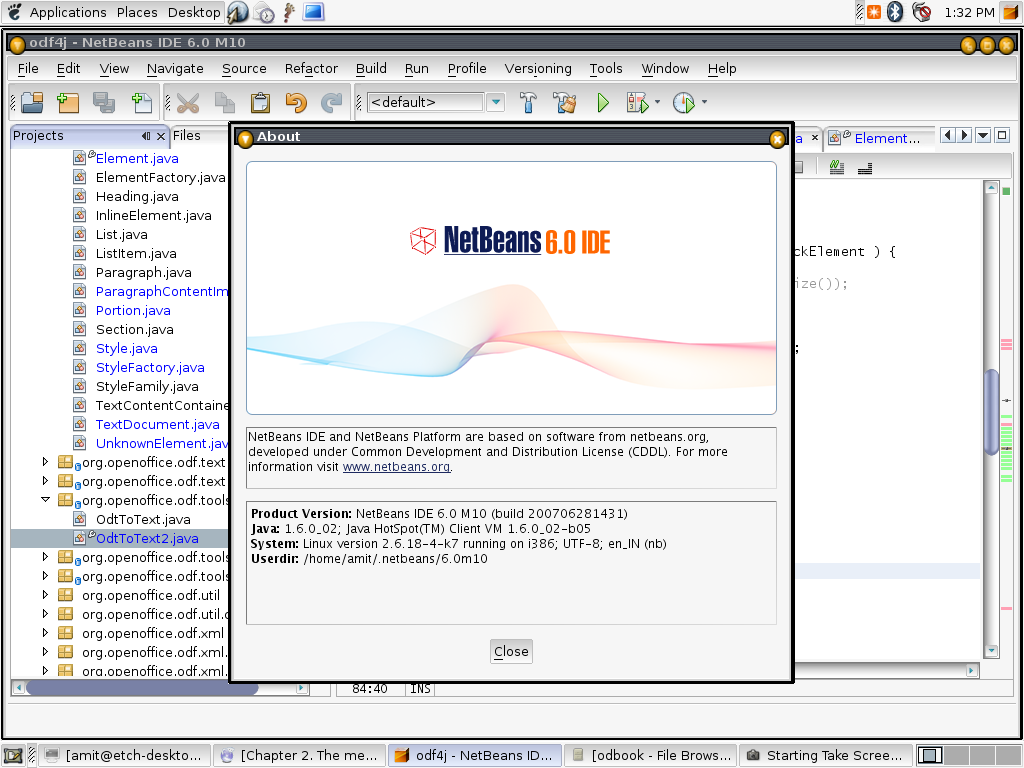 Applications Places Desktop 1:32 PM
odf4j - NetBeans IDE 6.0 M10
File Edit View Navigate Source Refactor Build Run Profile Versioning Tools Window Help
<default>
Projects
Files
Element...
About
Element.java
ElementFactory.java
Heading.java
InlineElement.java
List.java
ListItem.java
Paragraph.java
ParagraphContentIm
Portion.java
Section.java
Style.java
StyleFactory.java
StyleFamily.java
TextContentContaine
TextDocument.java
UnknownElement.jav
org.openoffice.odf.text
org.openoffice.odf.text
org.openoffice.odf.tools
OdtToText.java
OdtToText2.java
org.openoffice.odf.tools
org.openoffice.odf.tools
org.openoffice.odf.util
org.openoffice.odf.util.c
org.openoffice.odf.xml
org.openoffice.odf.xml.
org.openoffice.odf.xml.
NetBeans 6.0 IDE
ckElement ) {
ize());
;
NetBeans IDE and NetBeans Platform are based on software from netbeans.org,
developed under Common Development and Distribution License (CDDL). For more
information visit www.netbeans.org.
Product Version: NetBeans IDE 6.0 M10 (build 200706281431)
Java: 1.6.0_02; Java HotSpot(TM) Client VM 1.6.0_02-b05
System: Linux version 2.6.18-4-k7 running on i386; UTF-8; en_IN (nb)
Userdir: /home/amit/.netbeans/6.0m10
Close
84:40 INS
[amit@etch-deskto...
[Chapter 2. The me...
odf4j - NetBeans ID...
[odbook - File Brows...
Starting Take Scree...